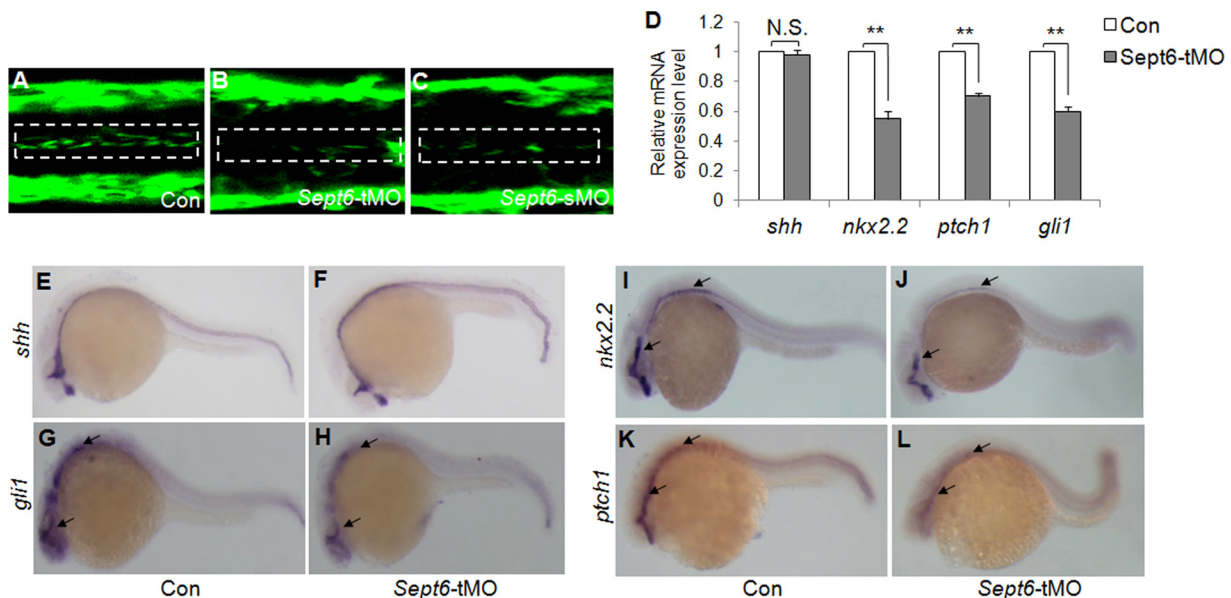 A
B
C
Con
Sept6-tMO
Sept6-sMO
D
Relative mRNA
expression level
1.2
1
0.8
0.6
0.4
0.2
0
N.S.
**
**
**
Con
Sept6-tMO
shh
nkx2.2
ptch1
gli1
E
F
shh
G
H
gli1
Con
Sept6-tMO
I
J
nkx2.2
K
L
ptch1
Con
Sept6-tMO